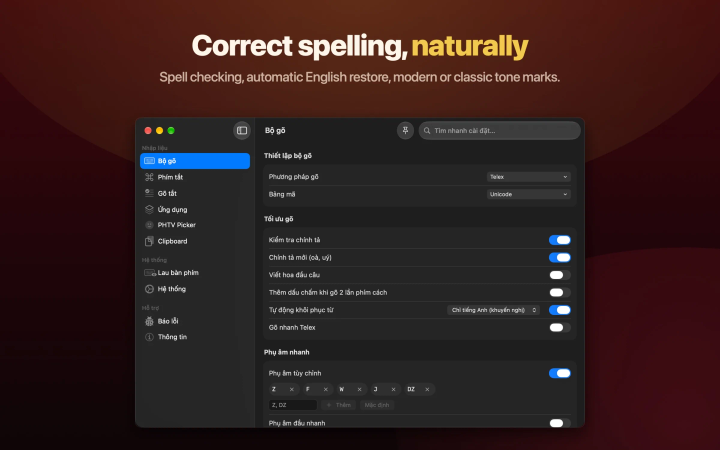 Correct spelling, naturally
Spell checking, automatic English restore, modern or classic tone marks.
Bộ gõ
Tìm nhanh cài đặt...
Nhập liệu
Bộ gõ
Phím tắt
Gõ tắt
Ứng dụng
PHTV Picker
Clipboard
Hệ thống
Lau bàn phím
Hệ thống
Hỗ trợ
Báo lỗi
Thông tin
Thiết lập bộ gõ
Phương pháp gõ Telex
Bảng mã Unicode
Tối ưu gõ
Kiểm tra chính tả
Chính tả mới (oà, uý)
Viết hoa đầu câu
Thêm dấu chấm khi gõ 2 lần phím cách
Tự động khôi phục từ Chỉ tiếng Anh (khuyến nghị)
Gõ nhanh Telex
Phụ âm nhanh
Phụ âm tùy chỉnh
Z × F × W × J × DZ ×
Z, DZ + Thêm Mặc định
Phụ âm đầu nhanh